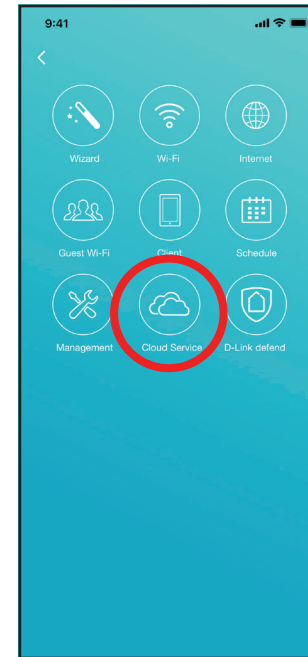 9:41
Wizard Wi-Fi Internet
Guest Wi-Fi Client Schedule
Management Cloud Service D-Link defend